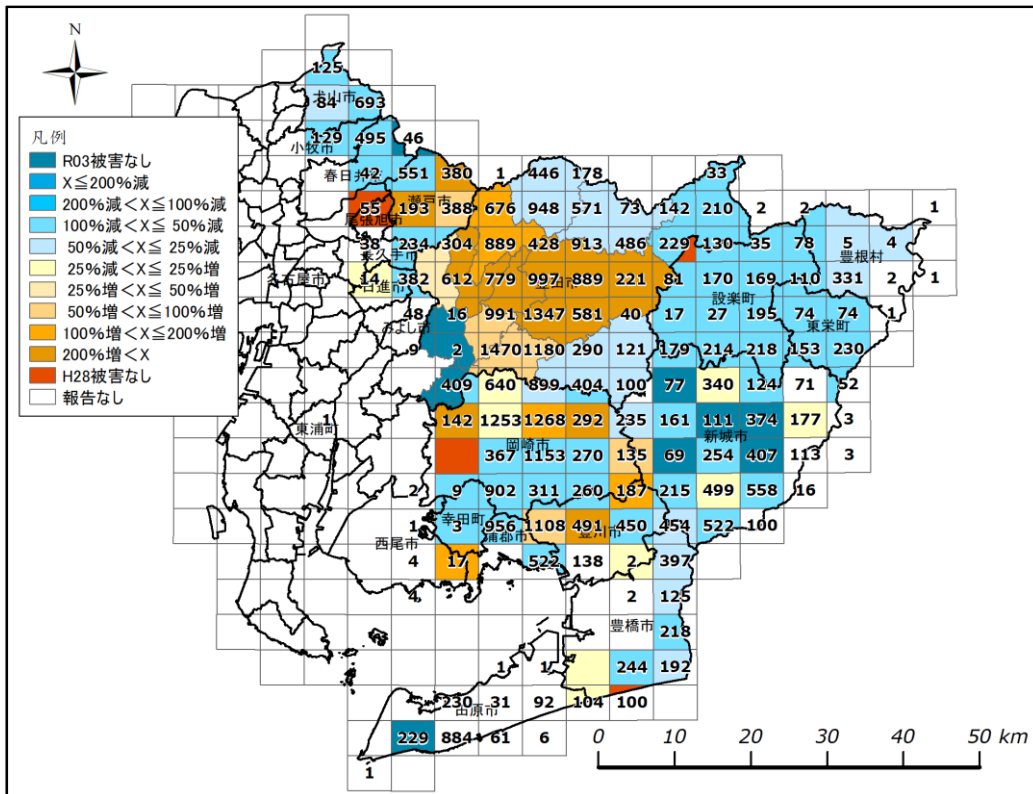 N
凡例
R03被害なし
X≦200%減
200%減<X≦100%減
100%減<X≦50%減
50%減<X≦25%減
25%減<X≦25%増
25%増<X≦50%増
50%増<X≦100%増
100%増<X≦200%増
200%増<X
H28被害なし
報告なし
125
犬山市
84 693
小牧市
129 495 46
春日井市
42 551 380 1 446 178 33
瀬戸市
55 193 388 676 948 571 73 142 210 2 2 1
尾張旭市
38 234 304 889 428 913 486 229 130 35 78 5 4
長久手市
豊根村
名古屋市
日進市
豊田市
14 382 612 779 997 889 221 81 170 169 110 331 2 1
設楽町
みよし市
48 16 991 1347 581 40 17 27 195 74 74 1
東栄町
9 2 1470 1180 290 121 179 214 218 153 230
409 640 899 404 100 77 340 124 71 52
東浦町
1 142 1253 1268 292 235 161 111 374 177 3
新城市
岡崎市
367 1153 270 135 69 254 407 113 3
2 9 902 311 260 187 215 499 558 16
幸田町
1 3 956 1108 491 450 454 522 100
蒲郡市
豊川市
西尾市
4 17 522 138 2 397
4 2 125
豊橋市
218
1 1 244 192
230 31 92 104 100
田原市
229 884 61 6
1
0 10 20 30 40 50 km